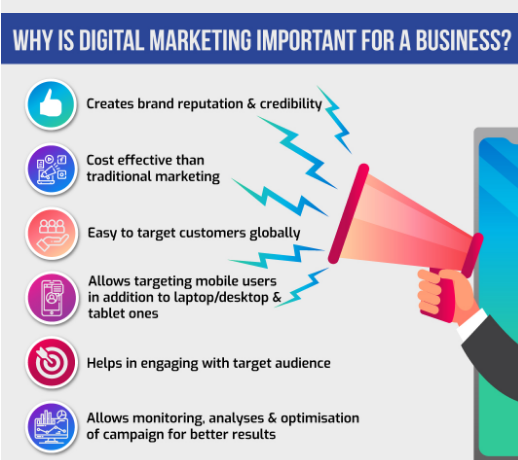 WHY IS DIGITAL MARKETING IMPORTANT FOR A BUSINESS?
Creates brand reputation & credibility
Cost effective than
traditional marketing
Easy to target customers globally
Allows targeting mobile users
in addition to laptop/desktop &
tablet ones
Helps in engaging with target audience
Allows monitoring, analyses & optimisation
of campaign for better results